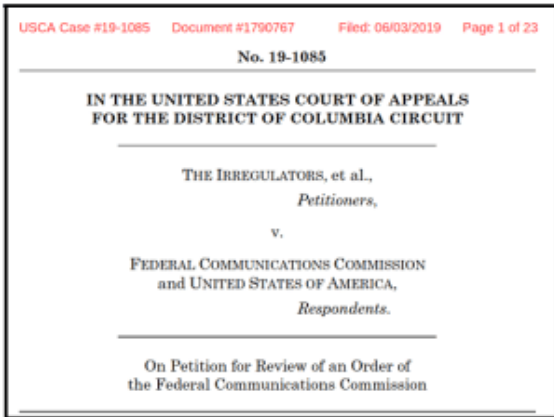 USCA Case #19-1085 Document #1790767 Filed: 06/03/2019 Page 1 of 23
No. 19-1085
IN THE UNITED STATES COURT OF APPEALS
FOR THE DISTRICT OF COLUMBIA CIRCUIT
THE IRREGULATORS, et al.,
Petitioners,
v.
FEDERAL COMMUNICATIONS COMMISSION
and UNITED STATES OF AMERICA,
Respondents.
On Petition for Review of an Order of
the Federal Communications Commission